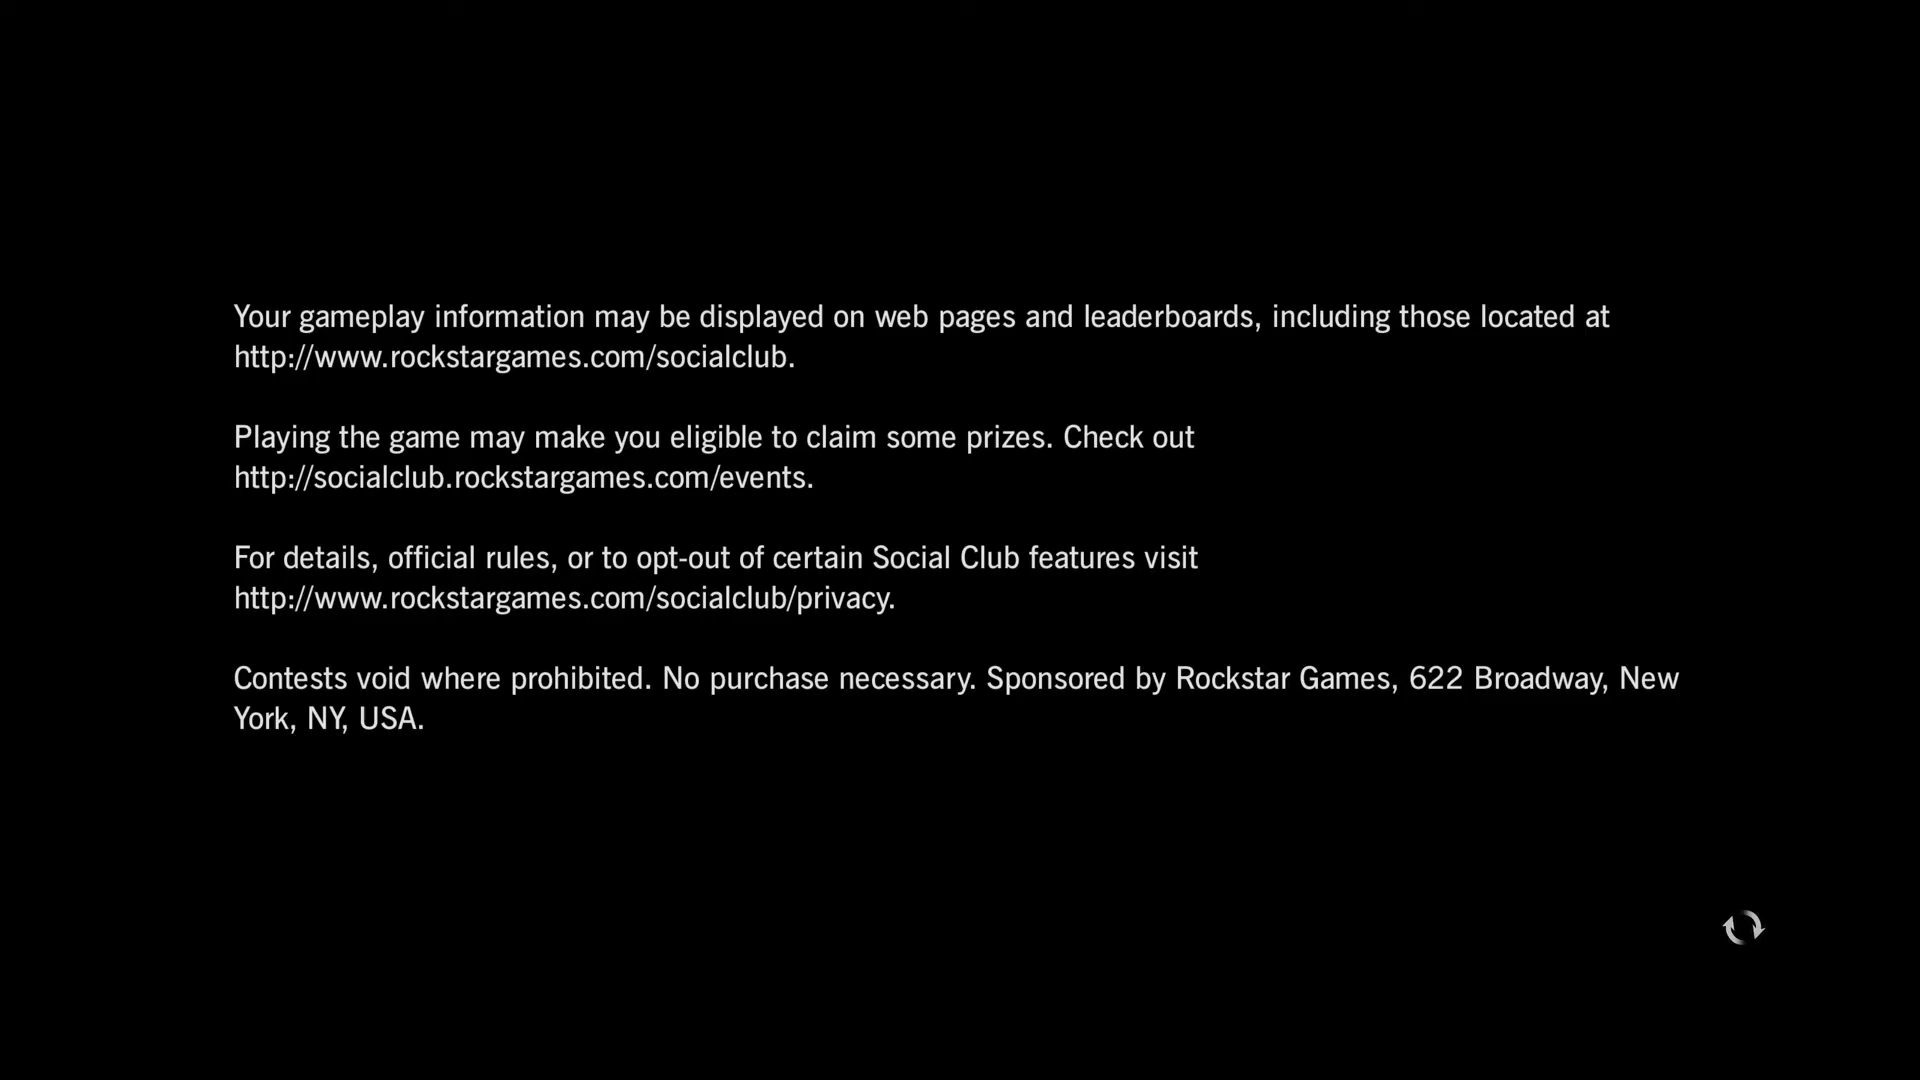 Your gameplay information may be displayed on web pages and leaderboards, including those located at
http://www.rockstargames.com/socialclub.
Playing the game may make you eligible to claim some prizes. Check out
http://socialclub.rockstargames.com/events.
For details, official rules, or to opt-out of certain Social Club features visit
http://www.rockstargames.com/socialclub/privacy.
Contests void where prohibited. No purchase necessary. Sponsored by Rockstar Games, 622 Broadway, New
York, NY, USA.